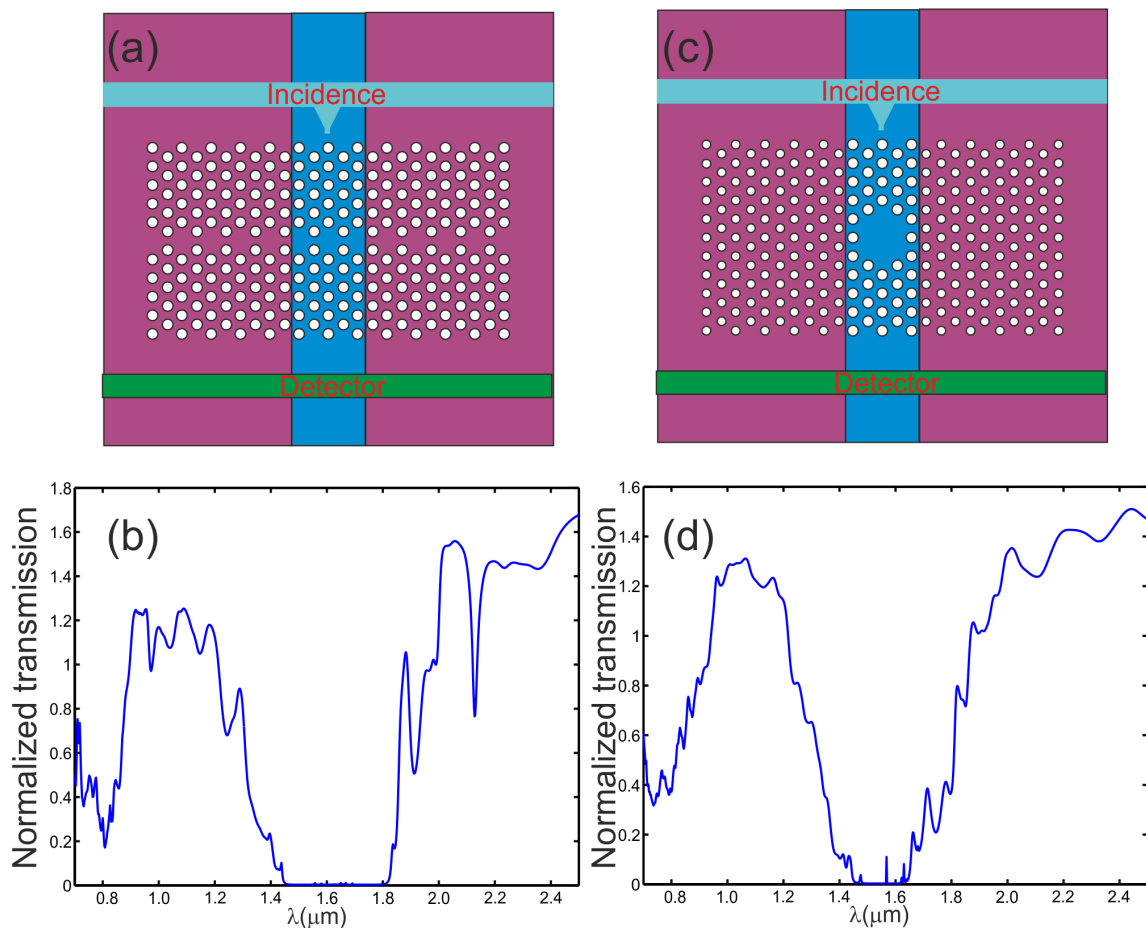 (a)
Incidence
Detector
(c)
Incidence
Detector
(b)
Normalized transmission
1.8
1.6
1.4
1.2
1
0.8
0.6
0.4
0.2
0
0.8 1.0 1.2 1.4 1.6 1.8 2.0 2.2 2.4
λ(μm)
(d)
Normalized transmission
1.6
1.4
1.2
1
0.8
0.6
0.4
0.2
0
0.8 1.0 1.2 1.4 1.6 1.8 2.0 2.2 2.4
λ(μm)